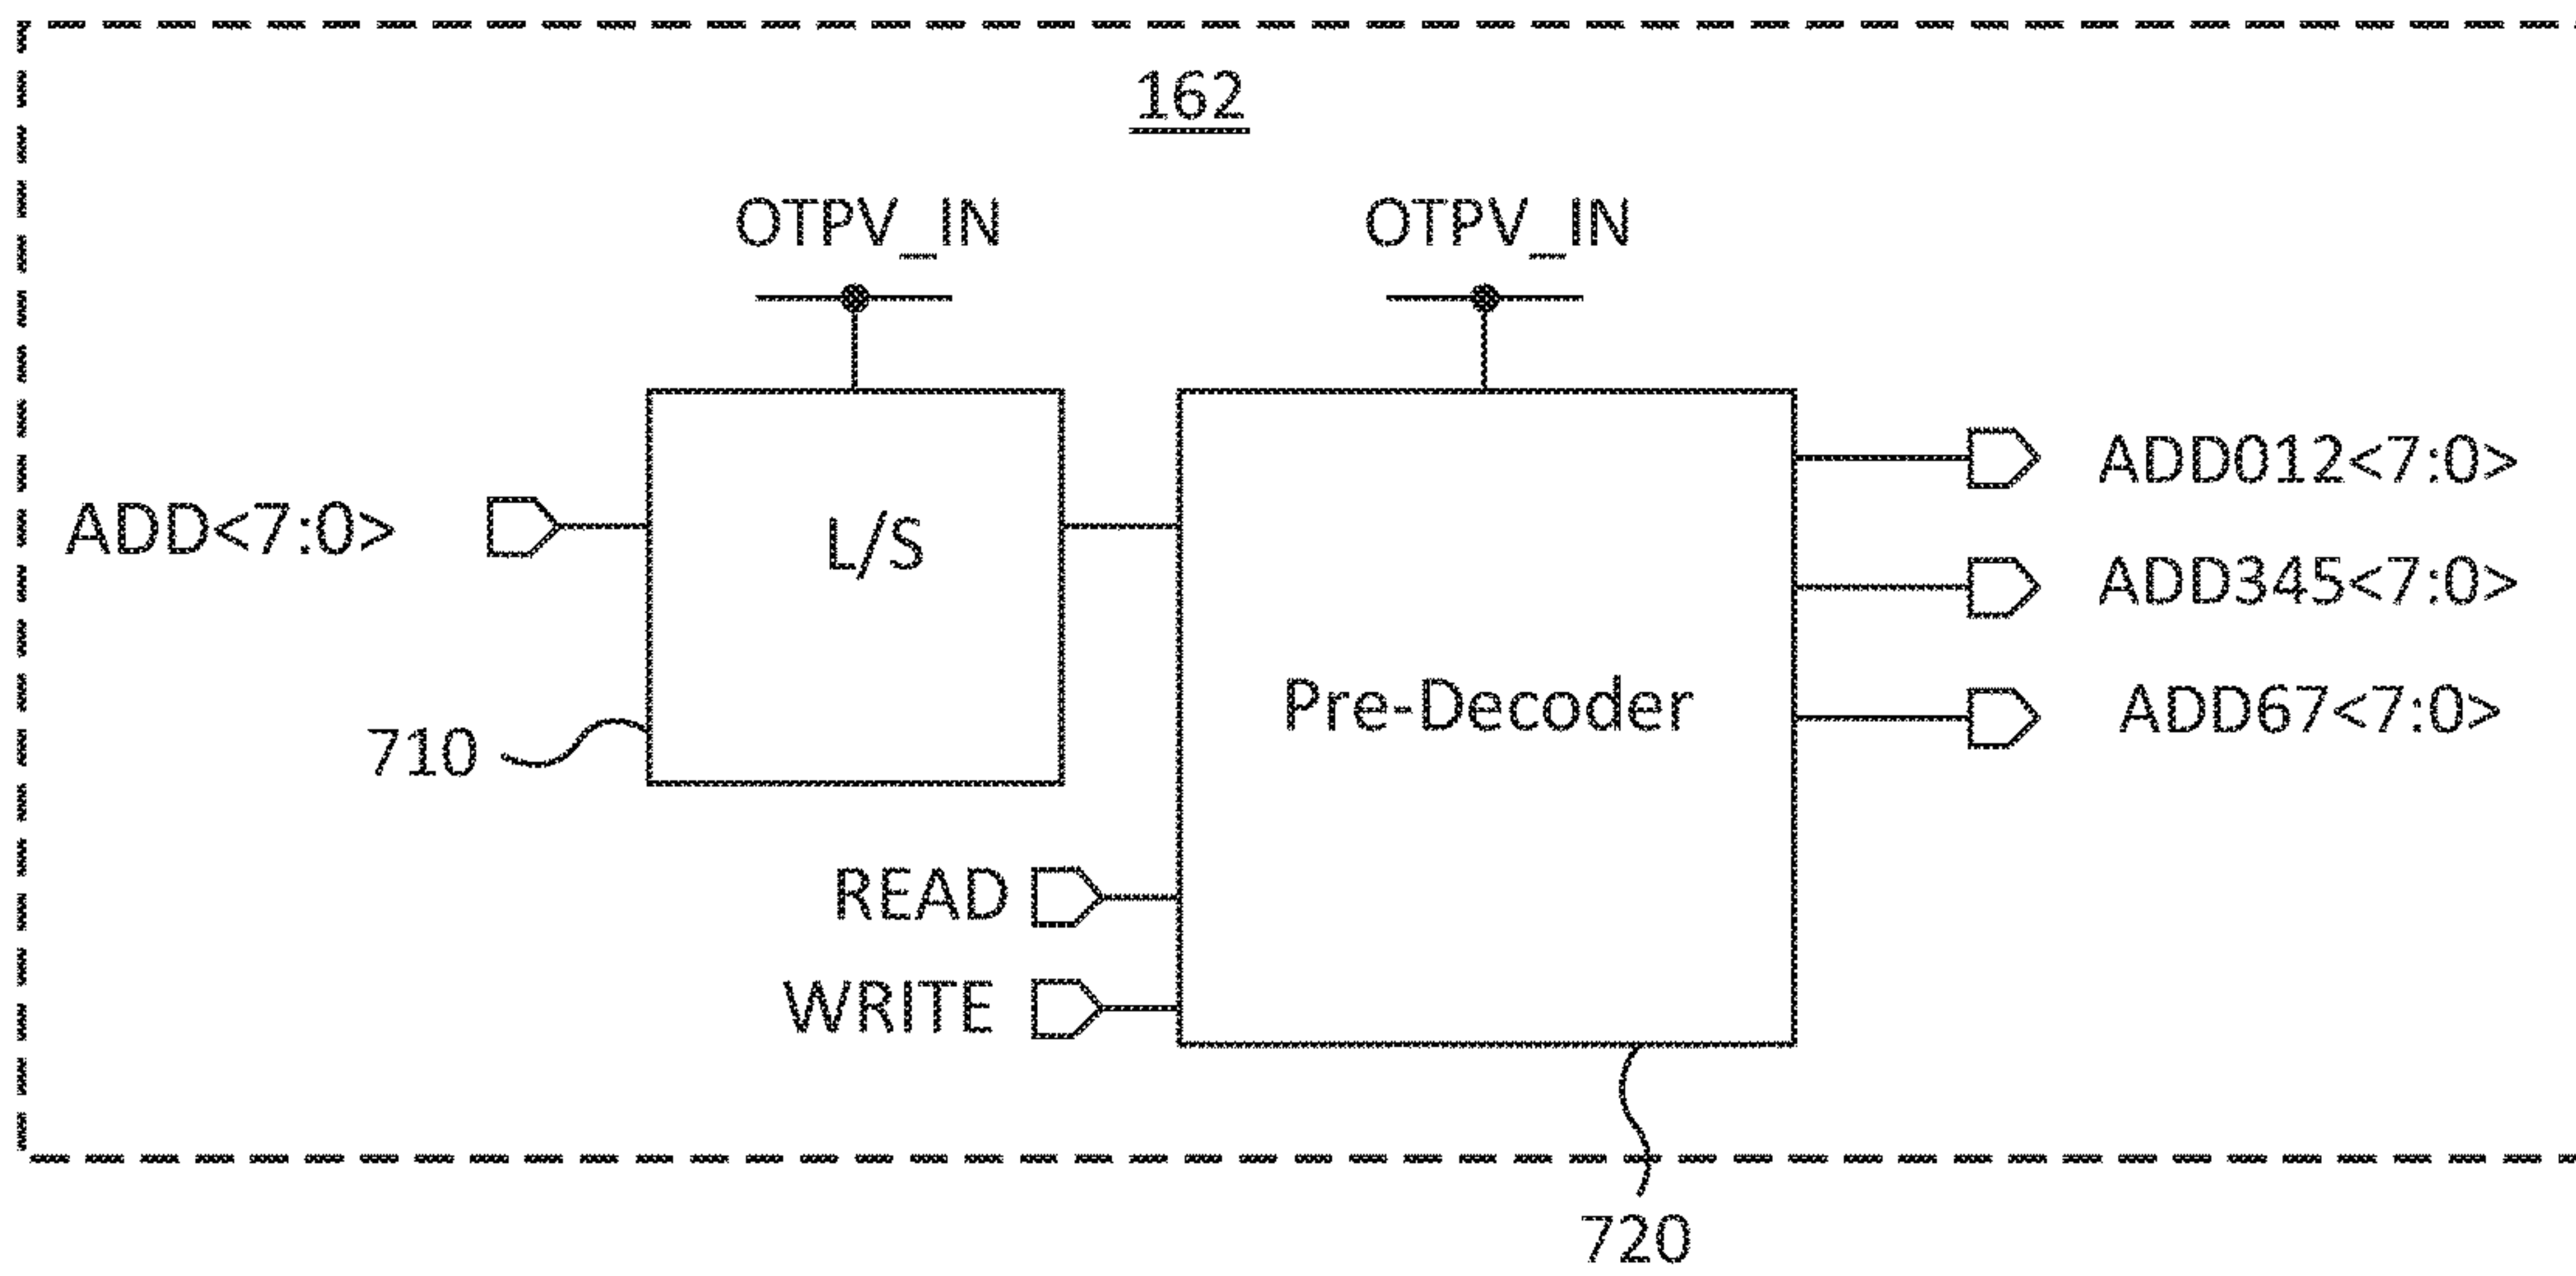 162
OTPV_IN
OTPV_IN
ADD<7:0>
L/S
Pre-Decoder
ADD012<7:0>
ADD345<7:0>
ADD67<7:0>
710
READ
WRITE
720